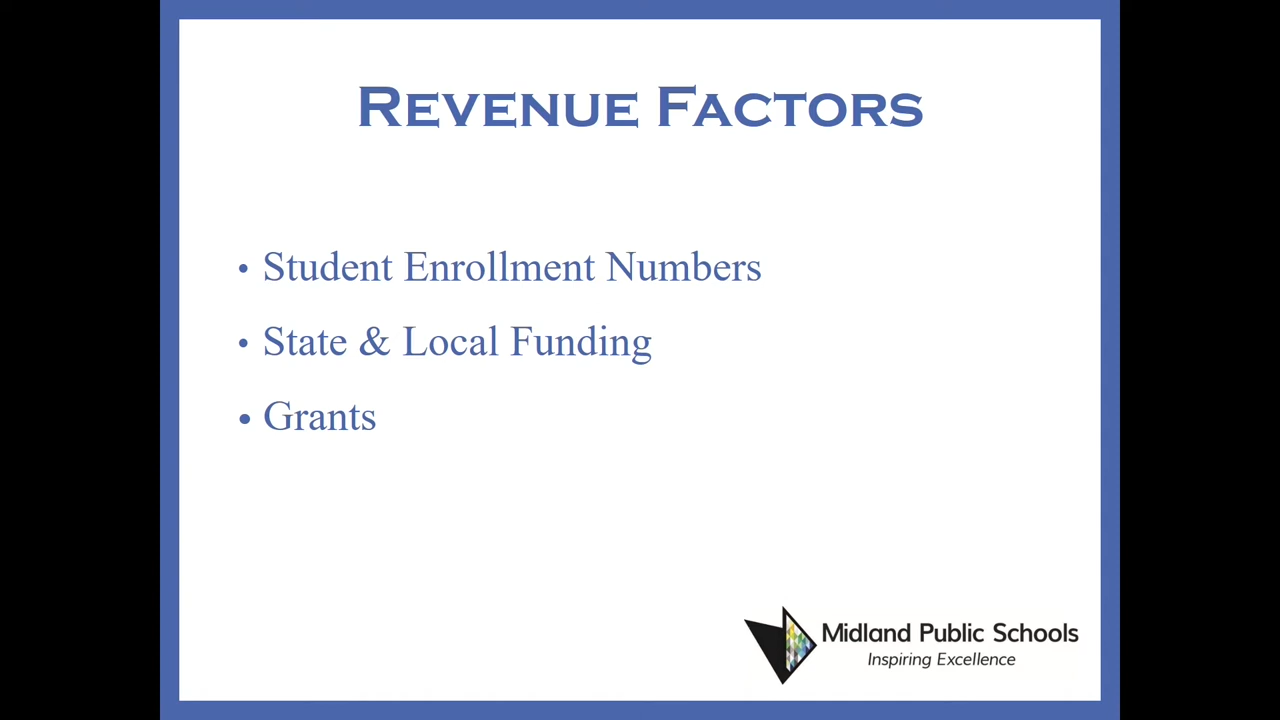 Revenue Factors
• Student Enrollment Numbers
• State & Local Funding
• Grants
Midland Public Schools
Inspiring Excellence